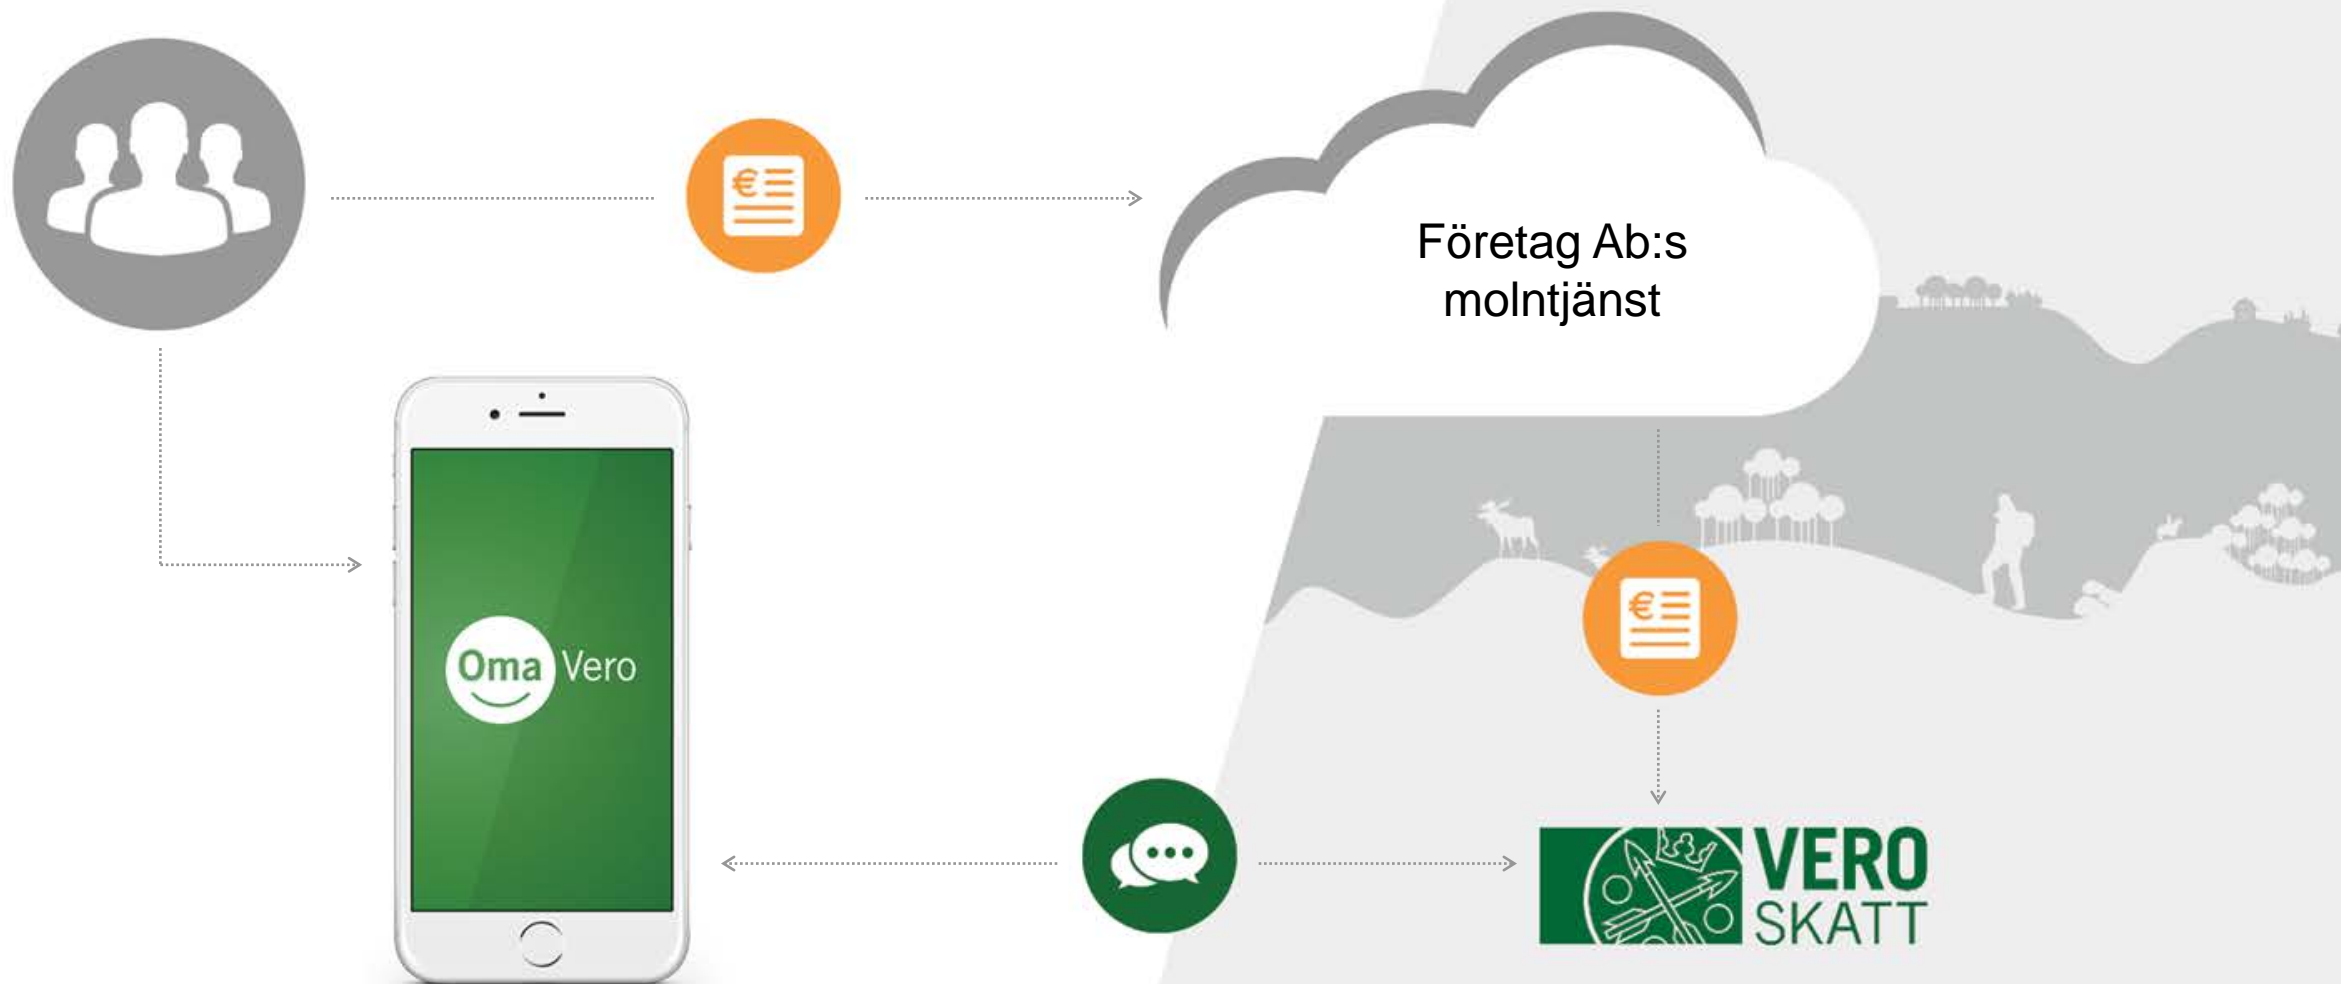 €
Företag Ab:s
molntjänst
€
Oma Vero
VERO
SKATT